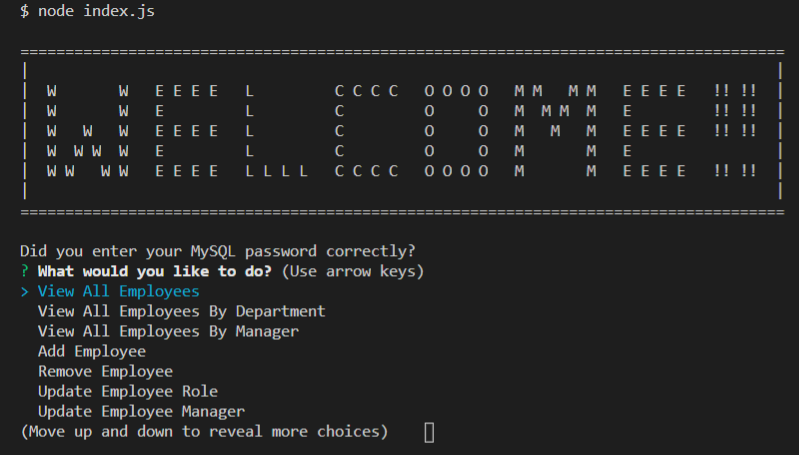 $ node index.js
=====================================================================================
|                                                                                   |
|  W       W   E E E E   L         C C C C   O O O O   M M   M M   E E E E   !! !!  |
|  W       W   E         L         C         O     O   M  M M M  M   E         !! !!  |
|  W   W   W   E E E E   L         C         O     O   M    M    M   E E E E   !! !!  |
|  W  W W  W   E         L         C         O     O   M       M   E                |
|  W W   W W   E E E E   L L L L   C C C C   O O O O   M       M   E E E E   !! !!  |
|                                                                                   |
=====================================================================================
Did you enter your MySQL password correctly?
? What would you like to do? (Use arrow keys)
> View All Employees
  View All Employees By Department
  View All Employees By Manager
  Add Employee
  Remove Employee
  Update Employee Role
  Update Employee Manager
(Move up and down to reveal more choices)